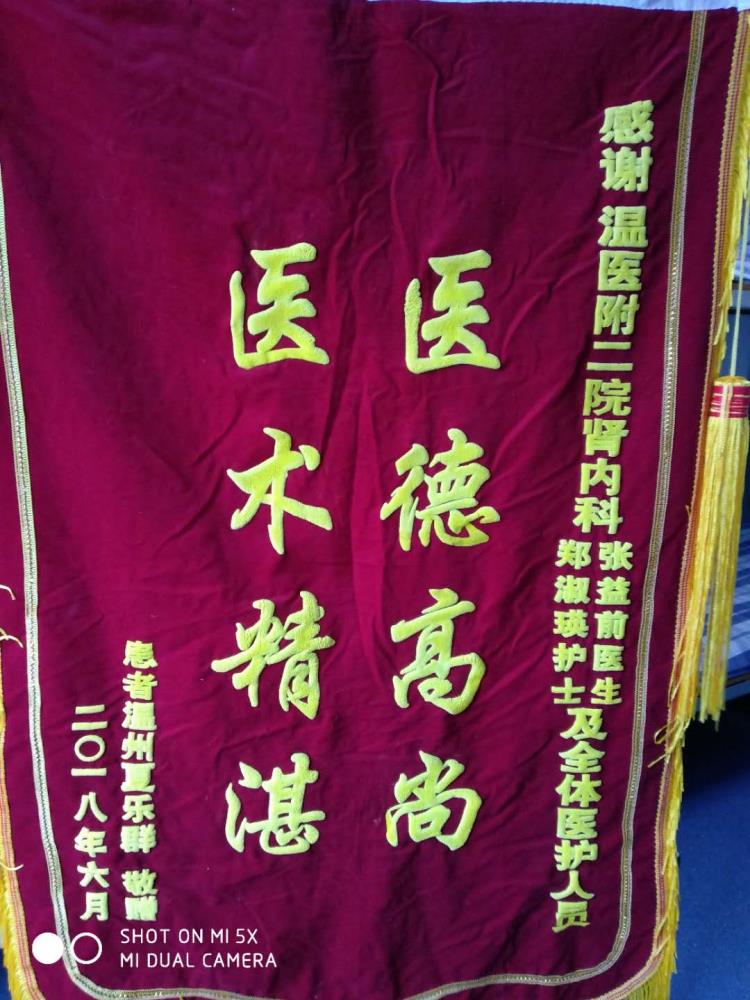 感谢 温医附二院肾内科 张益前医生
郑淑瑛护士 及全体医护人员
医德高尚
医术精湛
患者温州夏乐群 敬赠
二〇一八年六月
SHOT ON MI 5X
MI DUAL CAMERA